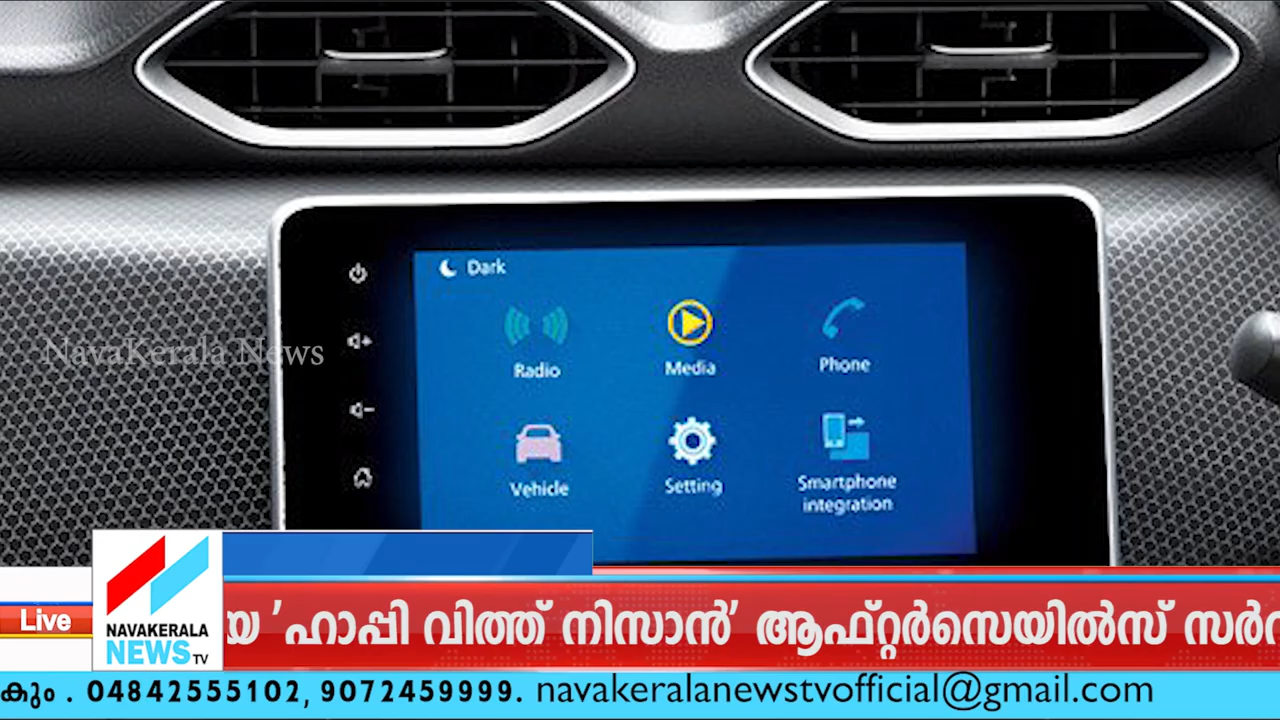 Dark
Radio
Media
Phone
Vehicle
Setting
Smartphone
integration
NavaKerala News
Live
NAVAKERALA
NEWS TV
യ 'ഹാപ്പി വിത്ത് നിസാൻ' ആഫ്റ്റർസെയിൽസ് സർവ
കും . 04842555102, 9072459999. navakeralanewstvofficial@gmail.com